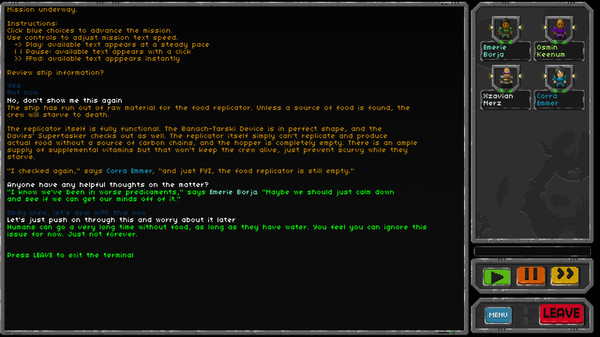 Mission underway.
Instructions:
Click blue choices to advance the mission.
Use controls to adjust mission text speed.
-> Play: available text appears at a steady pace
|| Pause: available text appears with a click
>> FFwd: available text apppears instantly
Review ship information?
Yes
Not now
No, don't show me this again
The ship has run out of raw material for the food replicator. Unless a source of food is found, the
crew will starve to death.
The replicator itself is fully functional. The Banach-Tarski Device is in perfect shape, and the
Davies' Supertasker checks out as well. The replicator itself simply can't replicate and produce
actual food without a source of carbon chains, and the hopper is completely empty. There is an ample
supply of supplemental vitamins but that won't keep the crew alive, just prevent scurvy while they
starve.
"I checked again," says Corra Emmer, "and just FYI, the food replicator is still empty."
Anyone have any helpful thoughts on the matter?
"I know we've been in worse predicaments," says Emerie Borja "Maybe we should just calm down
and see if we can get our minds off of it."
Okay crew, let's deal with this now
Let's just push on through this and worry about it later
Humans can go a very long time without food, as long as they have water. You feel you can ignore this
issue for now. Just not forever.
Press LEAVE to exit the terminal
Emerie
Borja
Osmin
Keenum
Xzavian
Merz
Corra
Emmer
MENU
LEAVE